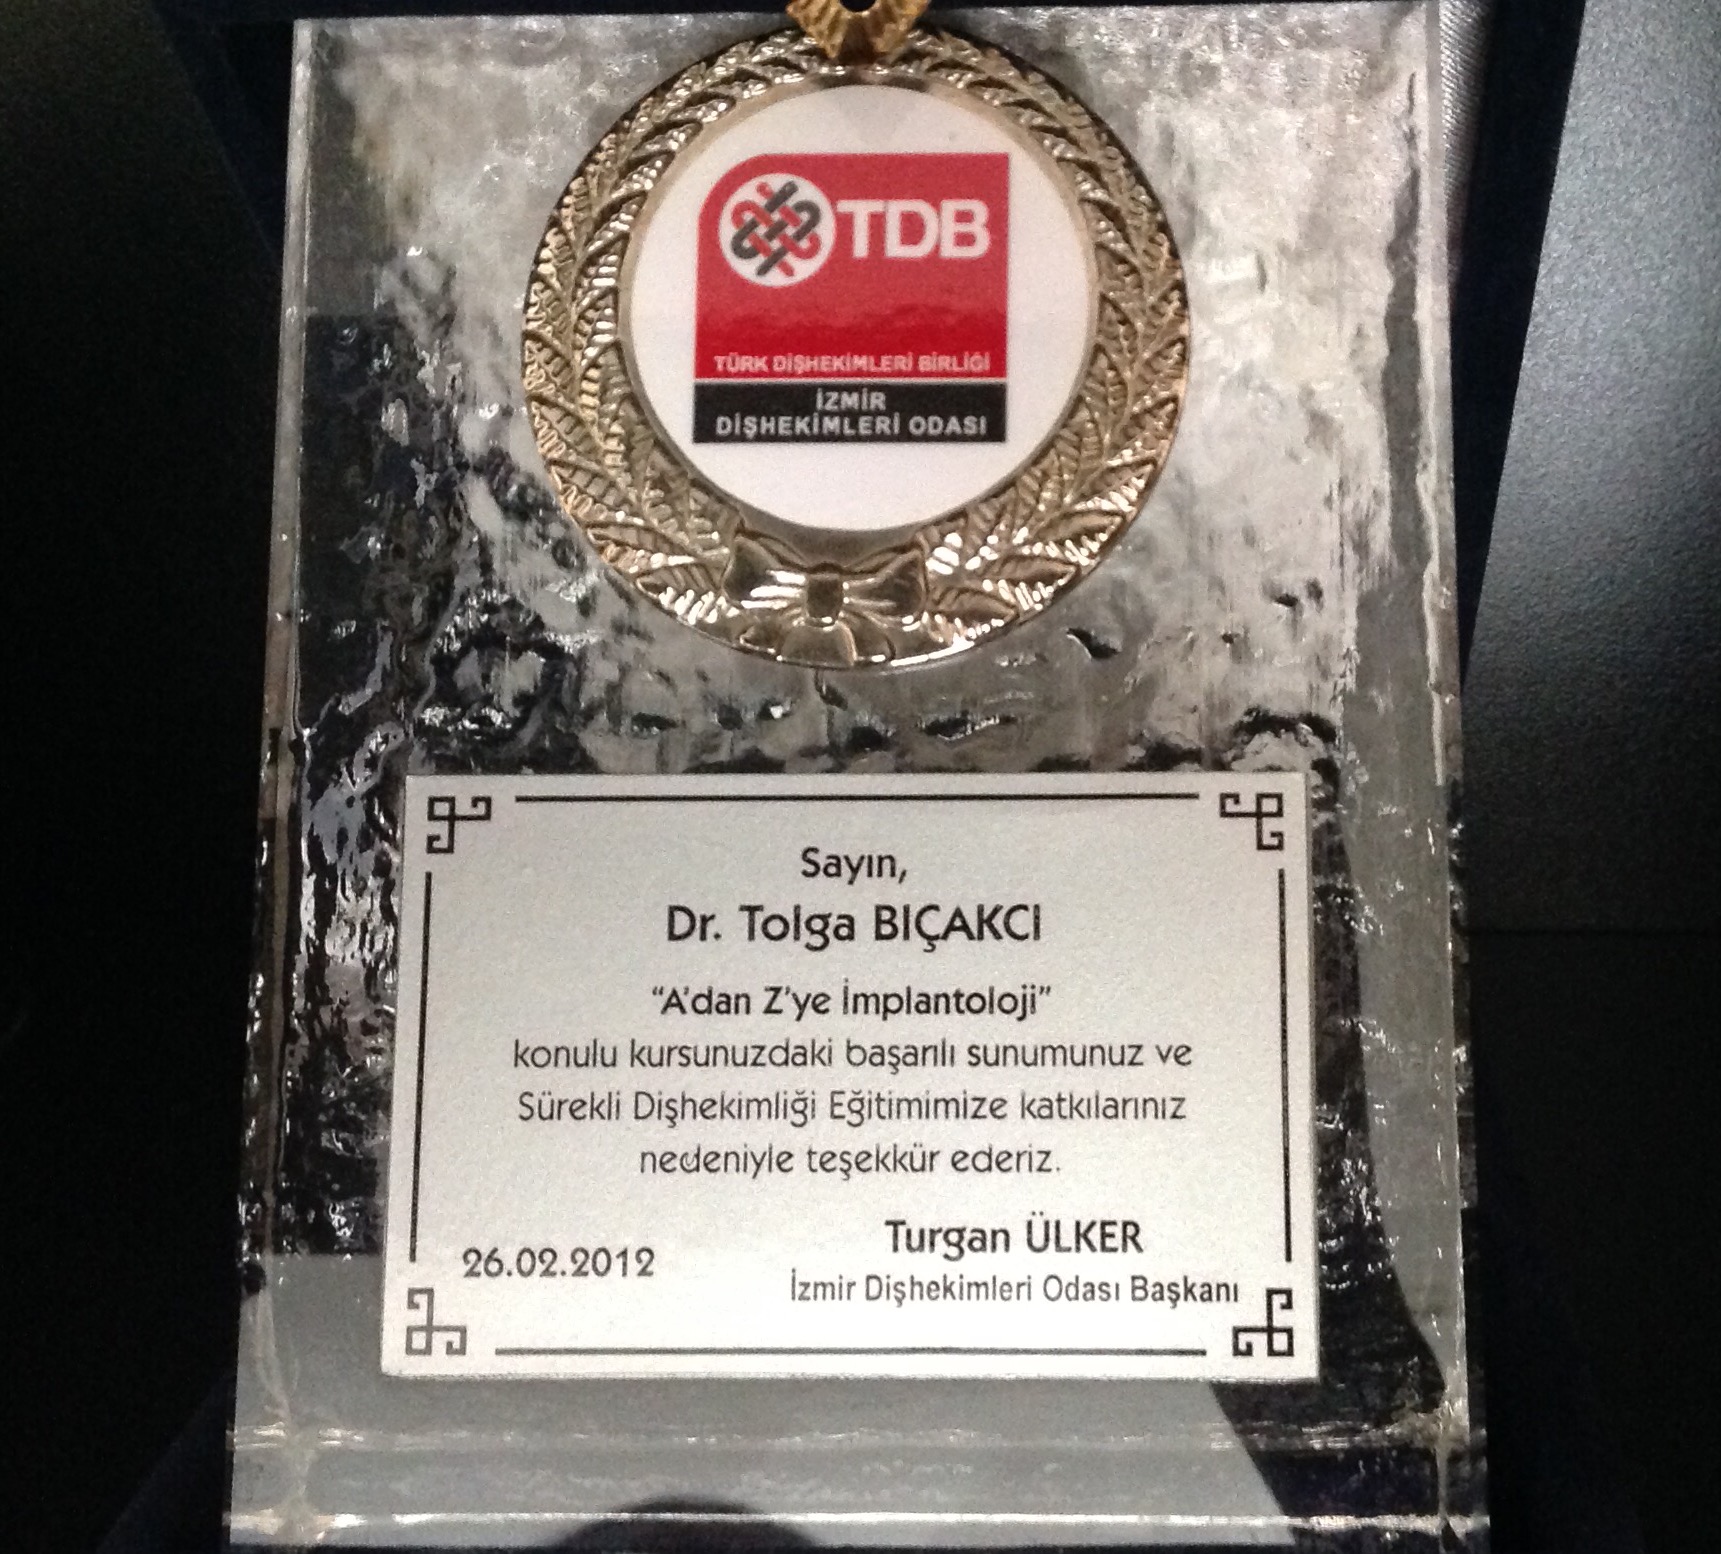 TDB
TÜRK DİŞHEKİMLERİ BİRLİĞİ
İZMİR
DİŞHEKİMLERİ ODASI
Sayın,
Dr. Tolga BIÇAKCI
“A'dan Z'ye İmplantoloji”
konulu kursunuzdaki başarılı sunumunuz ve
Sürekli Dişhekimliği Eğitimimize katkılarınız
nedeniyle teşekkür ederiz.
Turgan ÜLKER
26.02.2012
İzmir Dişhekimleri Odası Başkanı